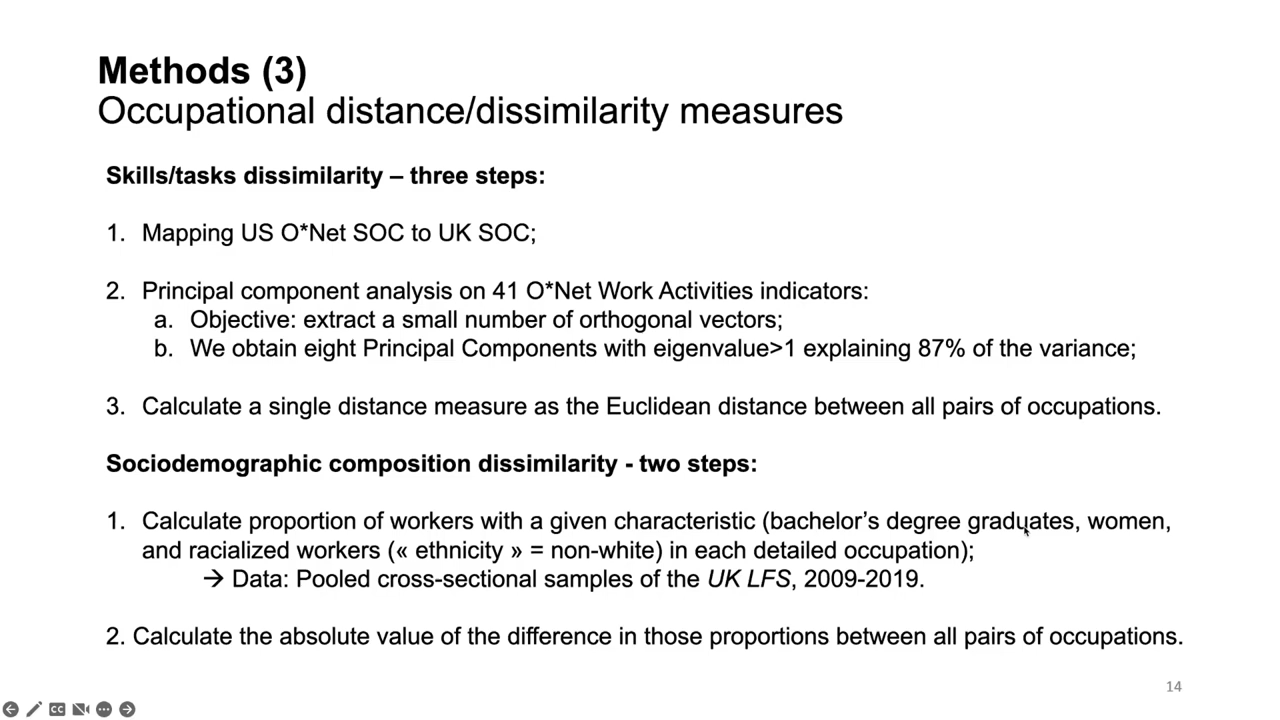 Methods (3)
Occupational distance/dissimilarity measures
Skills/tasks dissimilarity – three steps:
1. Mapping US O*Net SOC to UK SOC;
2. Principal component analysis on 41 O*Net Work Activities indicators:
a. Objective: extract a small number of orthogonal vectors;
b. We obtain eight Principal Components with eigenvalue>1 explaining 87% of the variance;
3. Calculate a single distance measure as the Euclidean distance between all pairs of occupations.
Sociodemographic composition dissimilarity - two steps:
1. Calculate proportion of workers with a given characteristic (bachelor’s degree graduates, women,
and racialized workers (« ethnicity » = non-white) in each detailed occupation);
→ Data: Pooled cross-sectional samples of the UK LFS, 2009-2019.
2. Calculate the absolute value of the difference in those proportions between all pairs of occupations.
14
CC